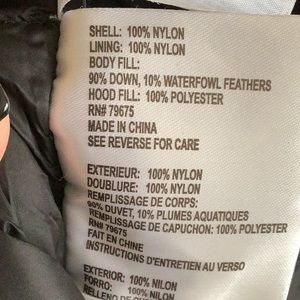 SHELL: 100% NYLON
LINING: 100% NYLON
BODY FILL:
90% DOWN, 10% WATERFOWL FEATHERS
HOOD FILL: 100% POLYESTER
RN# 79675
MADE IN CHINA
SEE REVERSE FOR CARE
EXTERIEUR: 100% NYLON
DOUBLURE: 100% NYLON
REMPLISSAGE DE CORPS:
90% DUVET, 10% PLUMES AQUATIQUES
REMPLISSAGE DE CAPUCHON: 100% POLYESTER
RN# 79675
FAIT EN CHINE
INSTRUCTIONS D'ENTRETIEN AU VERSO
EXTERIOR: 100% NILON
FORRO: 100% NILON
RELLENO DE